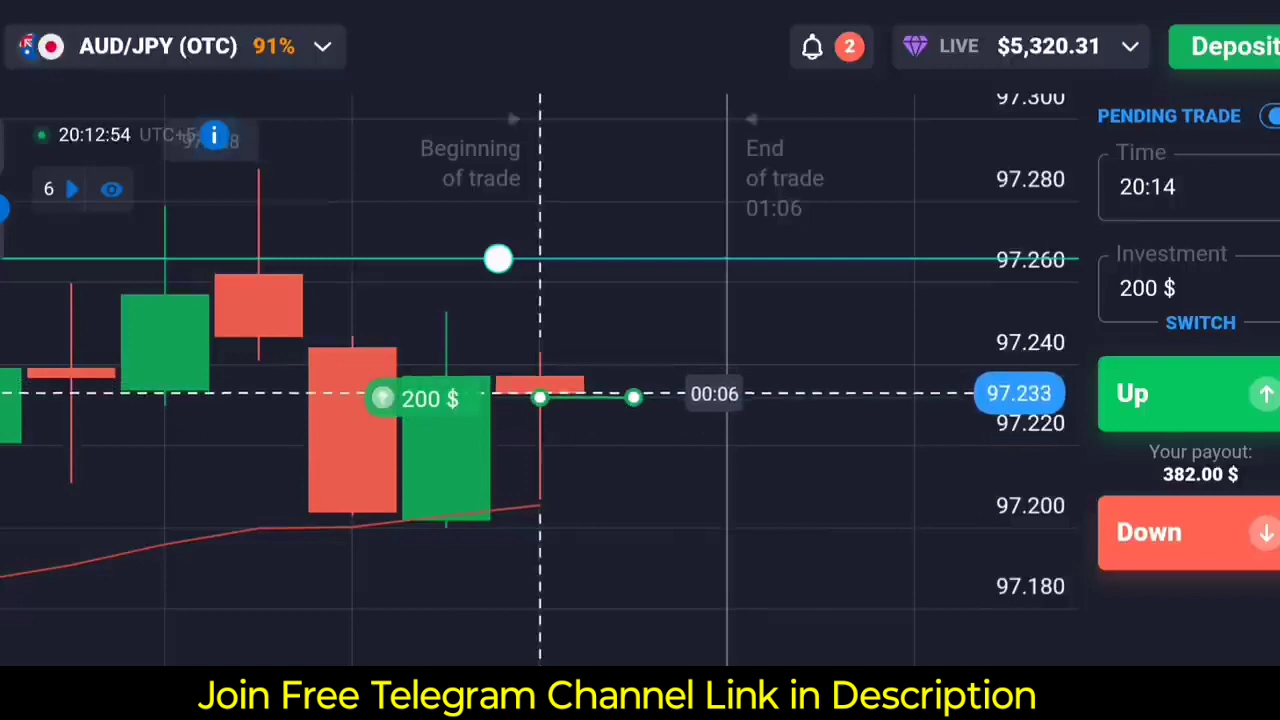 AUD/JPY (OTC) 91%
2
LIVE $5,320.31
Deposit
97.300
PENDING TRADE
20:12:54 UTC+5
i
Beginning
of trade
End
of trade
01:06
Time
20:14
6
97.280
97.260
Investment
200 $
SWITCH
97.240
Up
200 $
00:06
97.233
97.220
Your payout:
382.00 $
97.200
Down
97.180
Join Free Telegram Channel Link in Description